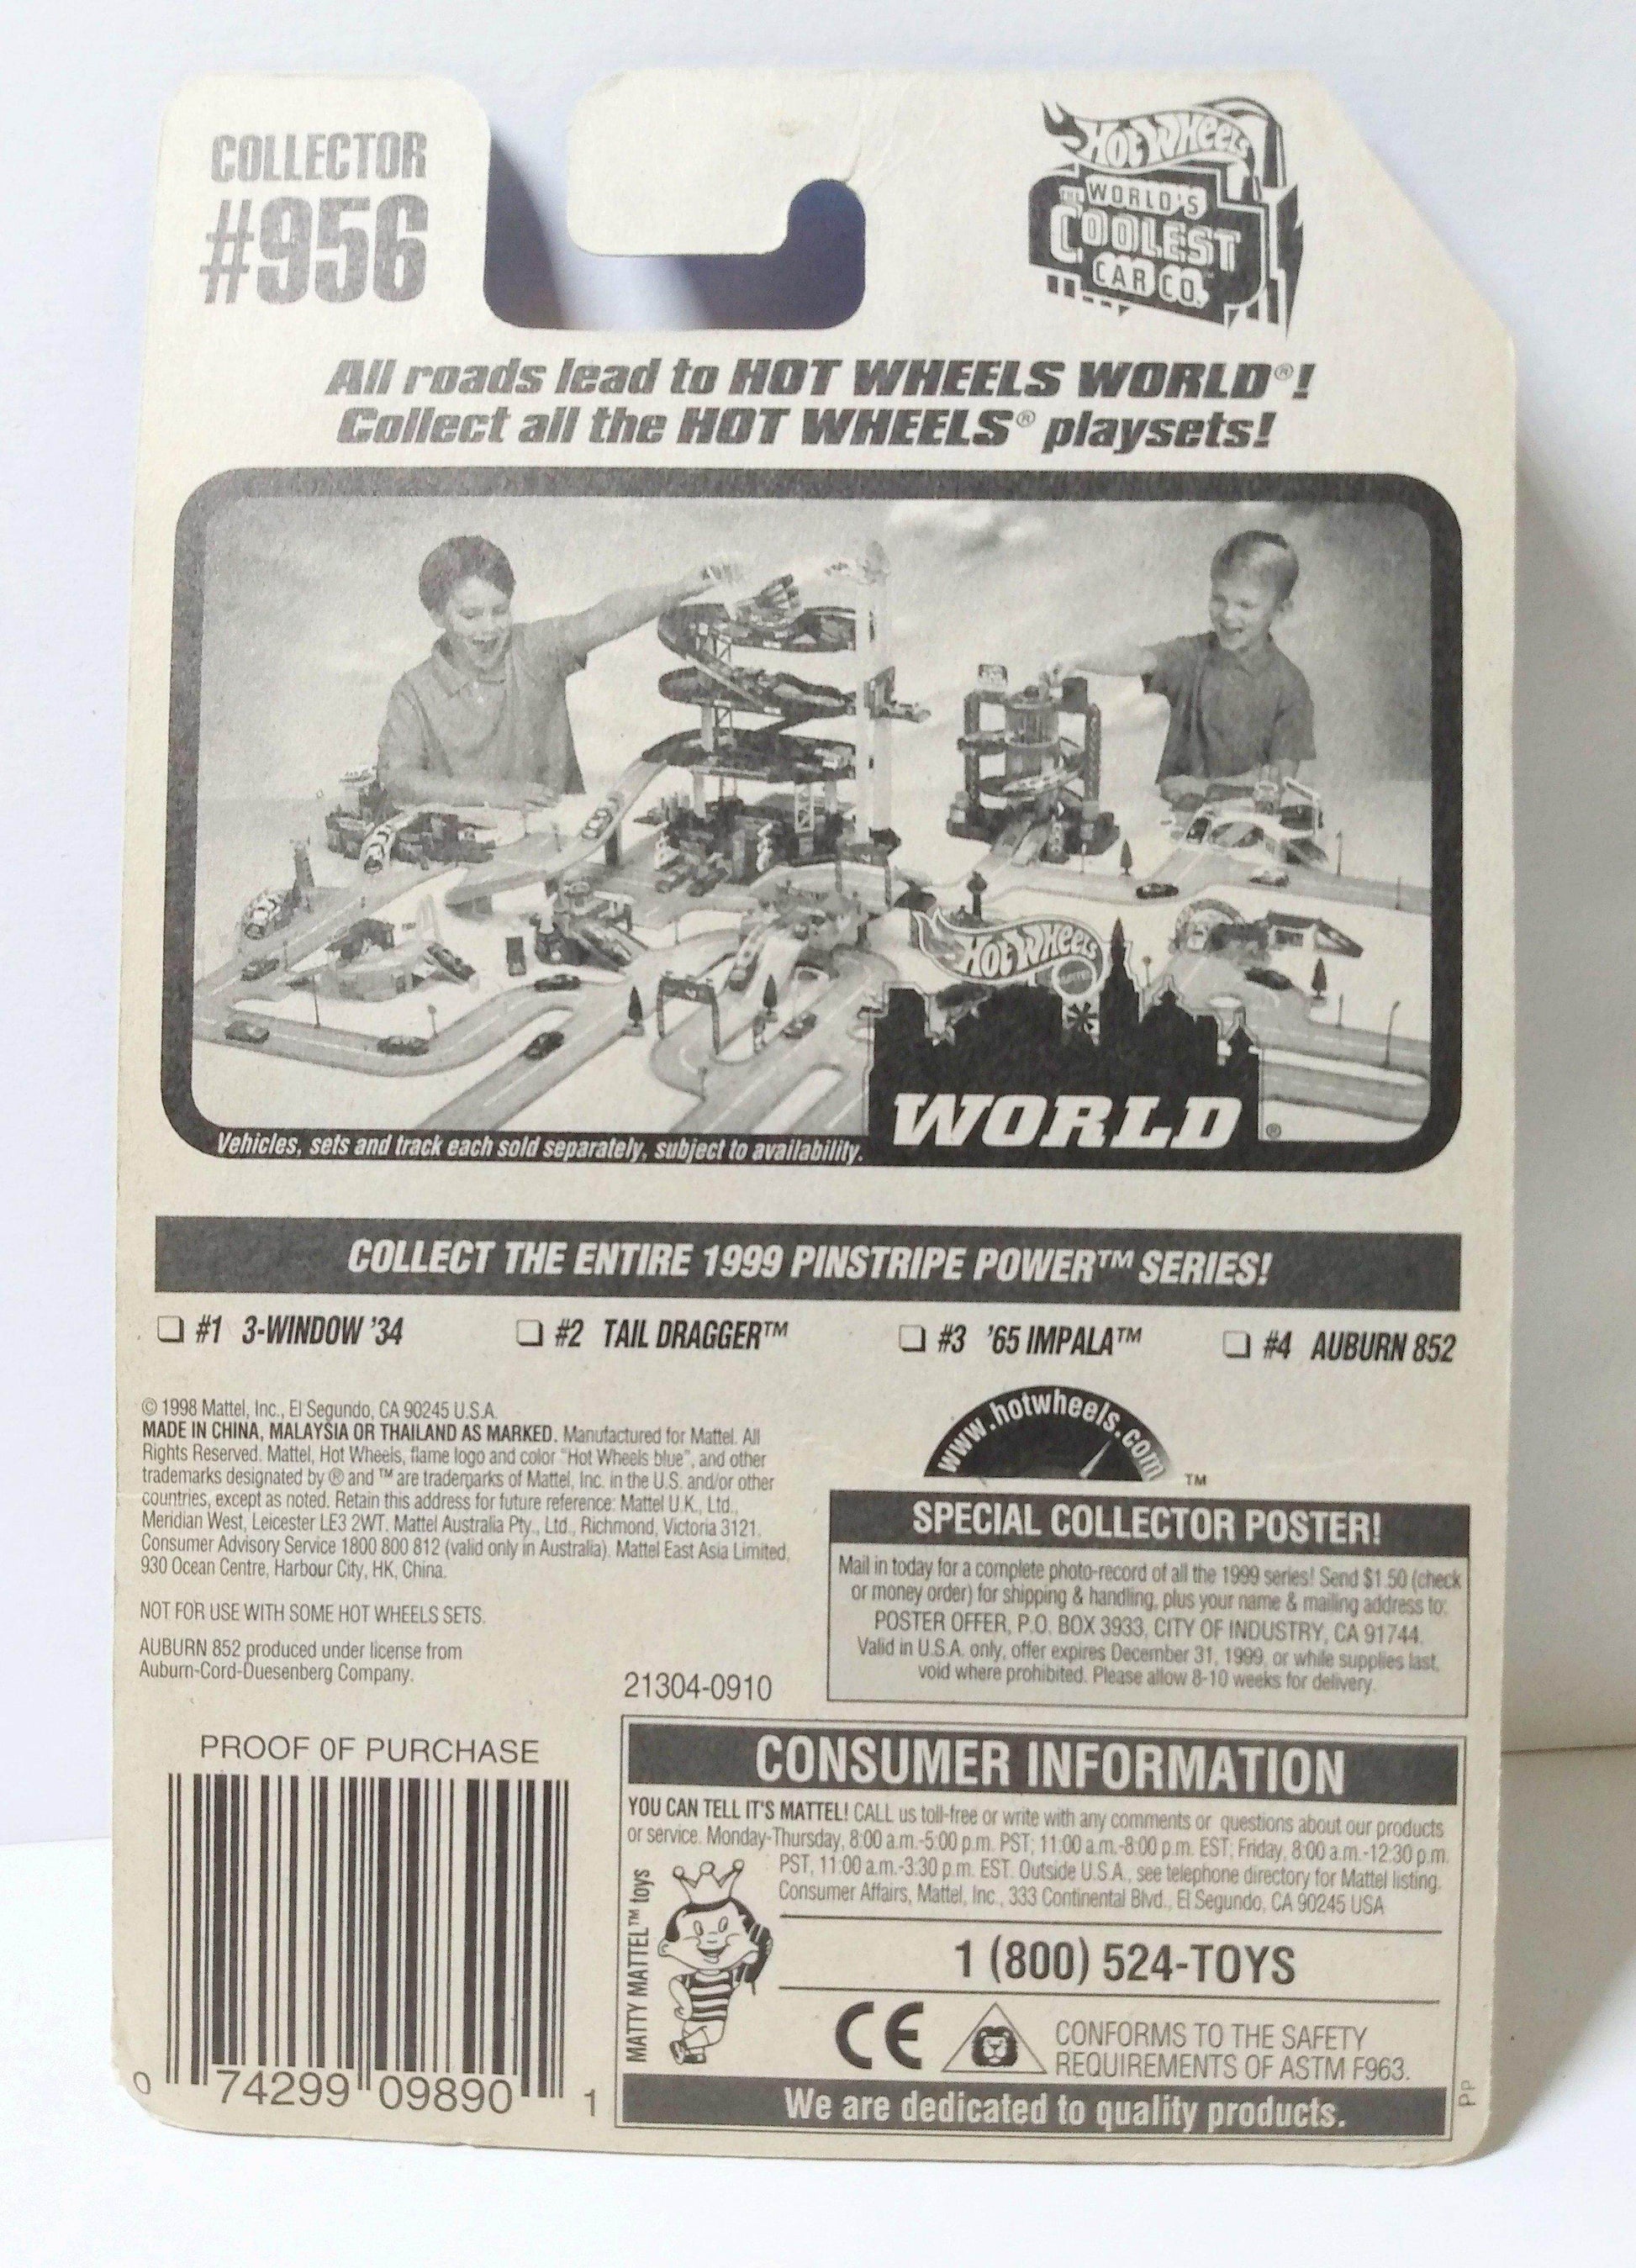 COLLECTOR
#956
HOT WHEELS
THE WORLD'S
COOLEST
CAR CO.™
All roads lead to HOT WHEELS WORLD®!
Collect all the HOT WHEELS® playsets!
HOT WHEELS
MATTEL
WORLD®
Vehicles, sets and track each sold separately, subject to availability.
COLLECT THE ENTIRE 1999 PINSTRIPE POWER™ SERIES!
❏ #1 3-WINDOW '34 ❏ #2 TAIL DRAGGER™ ❏ #3 '65 IMPALA™ ❏ #4 AUBURN 852
© 1998 Mattel, Inc., El Segundo, CA 90245 U.S.A.
MADE IN CHINA, MALAYSIA OR THAILAND AS MARKED. Manufactured for Mattel. All
Rights Reserved. Mattel, Hot Wheels, flame logo and color "Hot Wheels blue", and other
trademarks designated by ® and ™ are trademarks of Mattel, Inc. in the U.S. and/or other
countries, except as noted. Retain this address for future reference: Mattel U.K., Ltd.,
Meridian West, Leicester LE3 2WT. Mattel Australia Pty., Ltd., Richmond, Victoria 3121.
Consumer Advisory Service 1800 800 812 (valid only in Australia). Mattel East Asia Limited,
930 Ocean Centre, Harbour City, HK, China.
NOT FOR USE WITH SOME HOT WHEELS SETS.
AUBURN 852 produced under license from
Auburn-Cord-Duesenberg Company.
21304-0910
www.hotwheels.com
™
SPECIAL COLLECTOR POSTER!
Mail in today for a complete photo-record of all the 1999 series! Send $1.50 (check
or money order) for shipping & handling, plus your name & mailing address to:
POSTER OFFER, P.O. BOX 3933, CITY OF INDUSTRY, CA 91744.
Valid in U.S.A. only, offer expires December 31, 1999, or while supplies last,
void where prohibited. Please allow 8-10 weeks for delivery.
PROOF OF PURCHASE
0 74299 09890 1
CONSUMER INFORMATION
YOU CAN TELL IT'S MATTEL! CALL us toll-free or write with any comments or questions about our products
or service. Monday-Thursday, 8:00 a.m.-5:00 p.m. PST; 11:00 a.m.-8:00 p.m. EST; Friday, 8:00 a.m.-12:30 p.m.
PST, 11:00 a.m.-3:30 p.m. EST. Outside U.S.A., see telephone directory for Mattel listing.
Consumer Affairs, Mattel, Inc., 333 Continental Blvd., El Segundo, CA 90245 USA
MATTY MATTEL™ toys
1 (800) 524-TOYS
CE
CONFORMS TO THE SAFETY
REQUIREMENTS OF ASTM F963.
We are dedicated to quality products.
PP